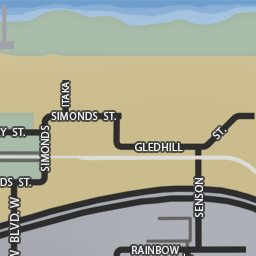 ITAKA
SIMONDS ST.
Y ST.
SIMONDS
GLEDHILL
ST.
DS ST.
SENSON
BLVD.W
RAINBOW